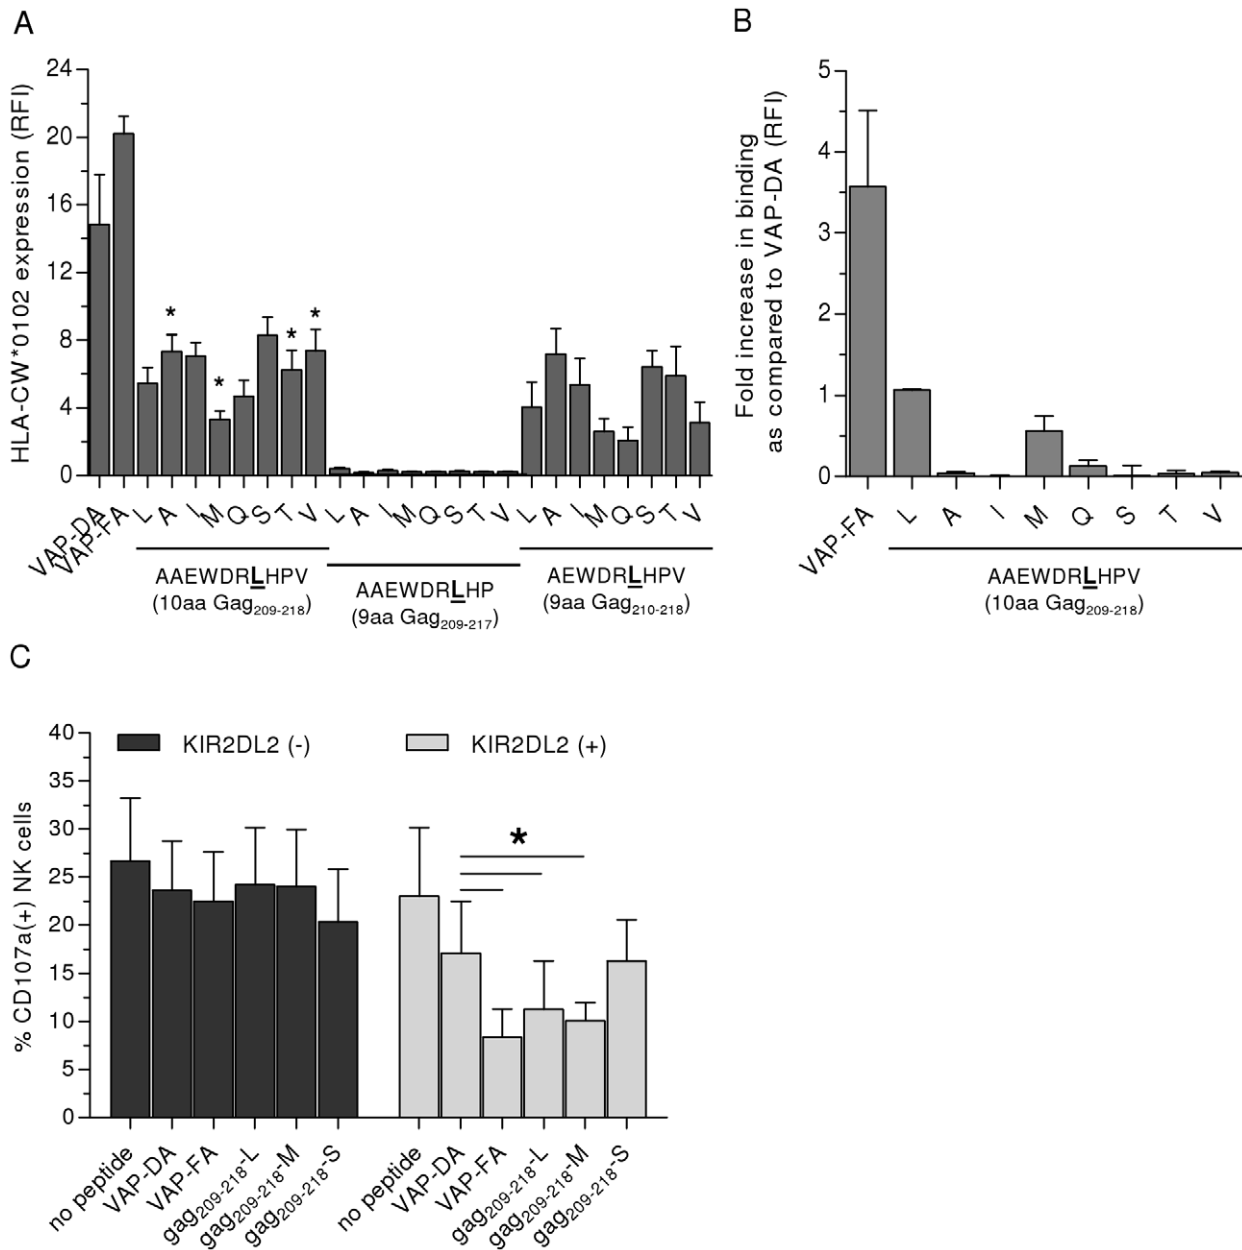 A
HLA-CW*0102 expression (RFI)
24
20
16
12
8
4
0
*
*
*
*
VAP-DA
VAP-FA
L
A
I
M
Q
S
T
V
L
A
I
M
Q
S
T
V
L
A
I
M
Q
S
T
V
AAEWDRLHPV
(10aa Gag209-218)
AAEWDRLHP
(9aa Gag209-217)
AEWDRLHPV
(9aa Gag210-218)
B
Fold increase in binding
as compared to VAP-DA (RFI)
5
4
3
2
1
0
VAP-FA
L
A
I
M
Q
S
T
V
AAEWDRLHPV
(10aa Gag209-218)
C
% CD107a(+) NK cells
40
35
30
25
20
15
10
5
0
KIR2DL2 (-)
KIR2DL2 (+)
*
no peptide
VAP-DA
VAP-FA
gag209-218-L
gag209-218-M
gag209-218-S
no peptide
VAP-DA
VAP-FA
gag209-218-L
gag209-218-M
gag209-218-S